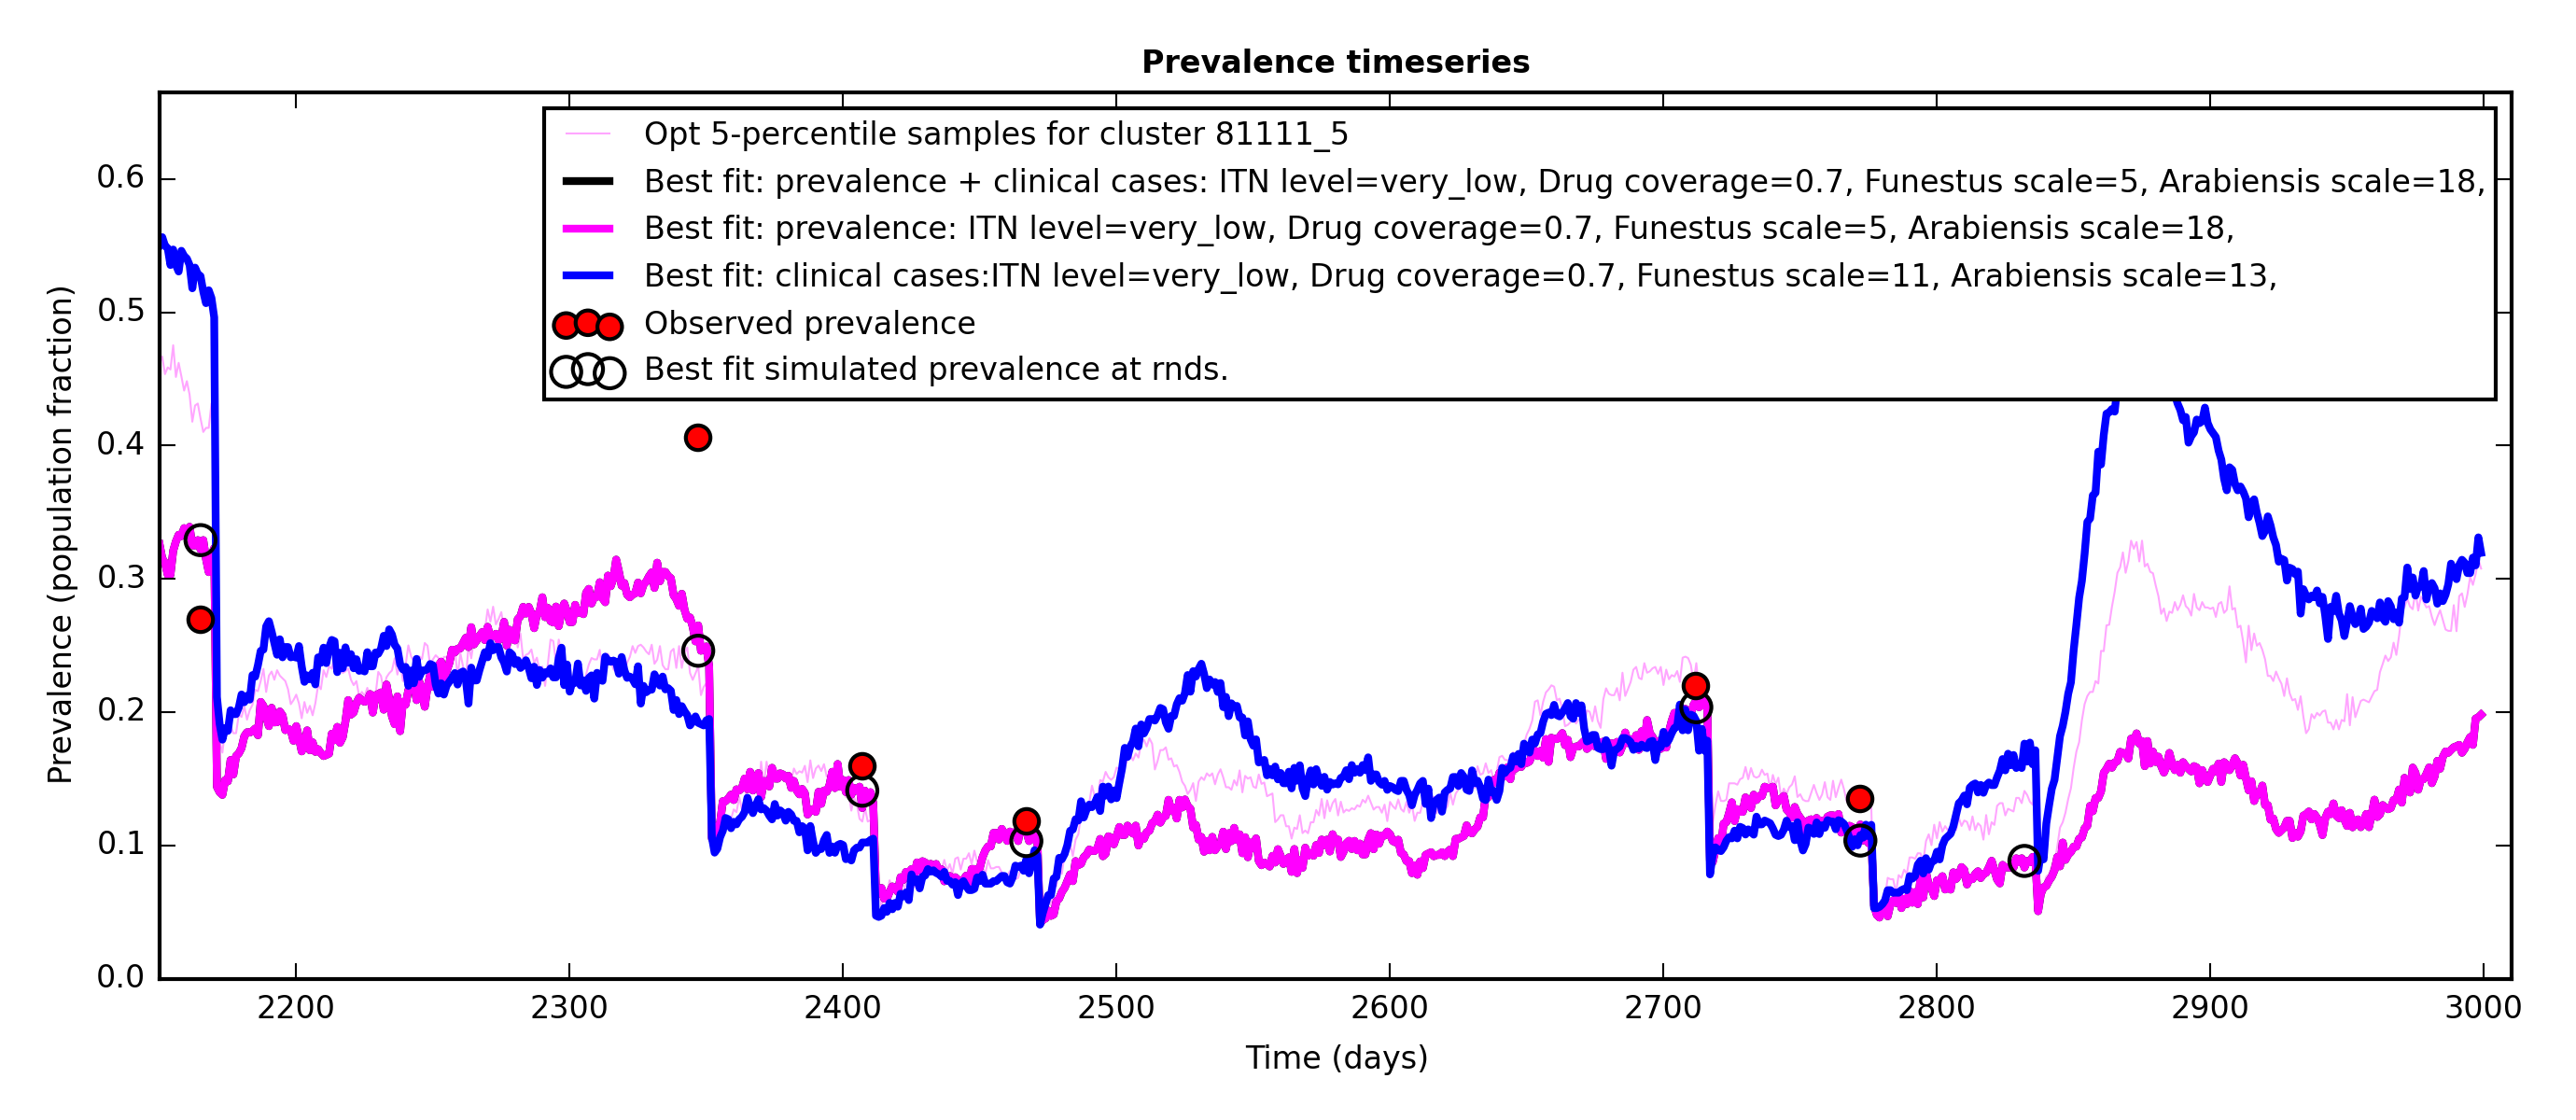 Prevalence timeseries
Opt 5-percentile samples for cluster 81111_5
Best fit: prevalence + clinical cases: ITN level=very_low, Drug coverage=0.7, Funestus scale=5, Arabiensis scale=18,
Best fit: prevalence: ITN level=very_low, Drug coverage=0.7, Funestus scale=5, Arabiensis scale=18,
Best fit: clinical cases:ITN level=very_low, Drug coverage=0.7, Funestus scale=11, Arabiensis scale=13,
Observed prevalence
Best fit simulated prevalence at rnds.
Prevalence (population fraction)
0.6
0.5
0.4
0.3
0.2
0.1
0.0
2200 2300 2400 2500 2600 2700 2800 2900 3000
Time (days)